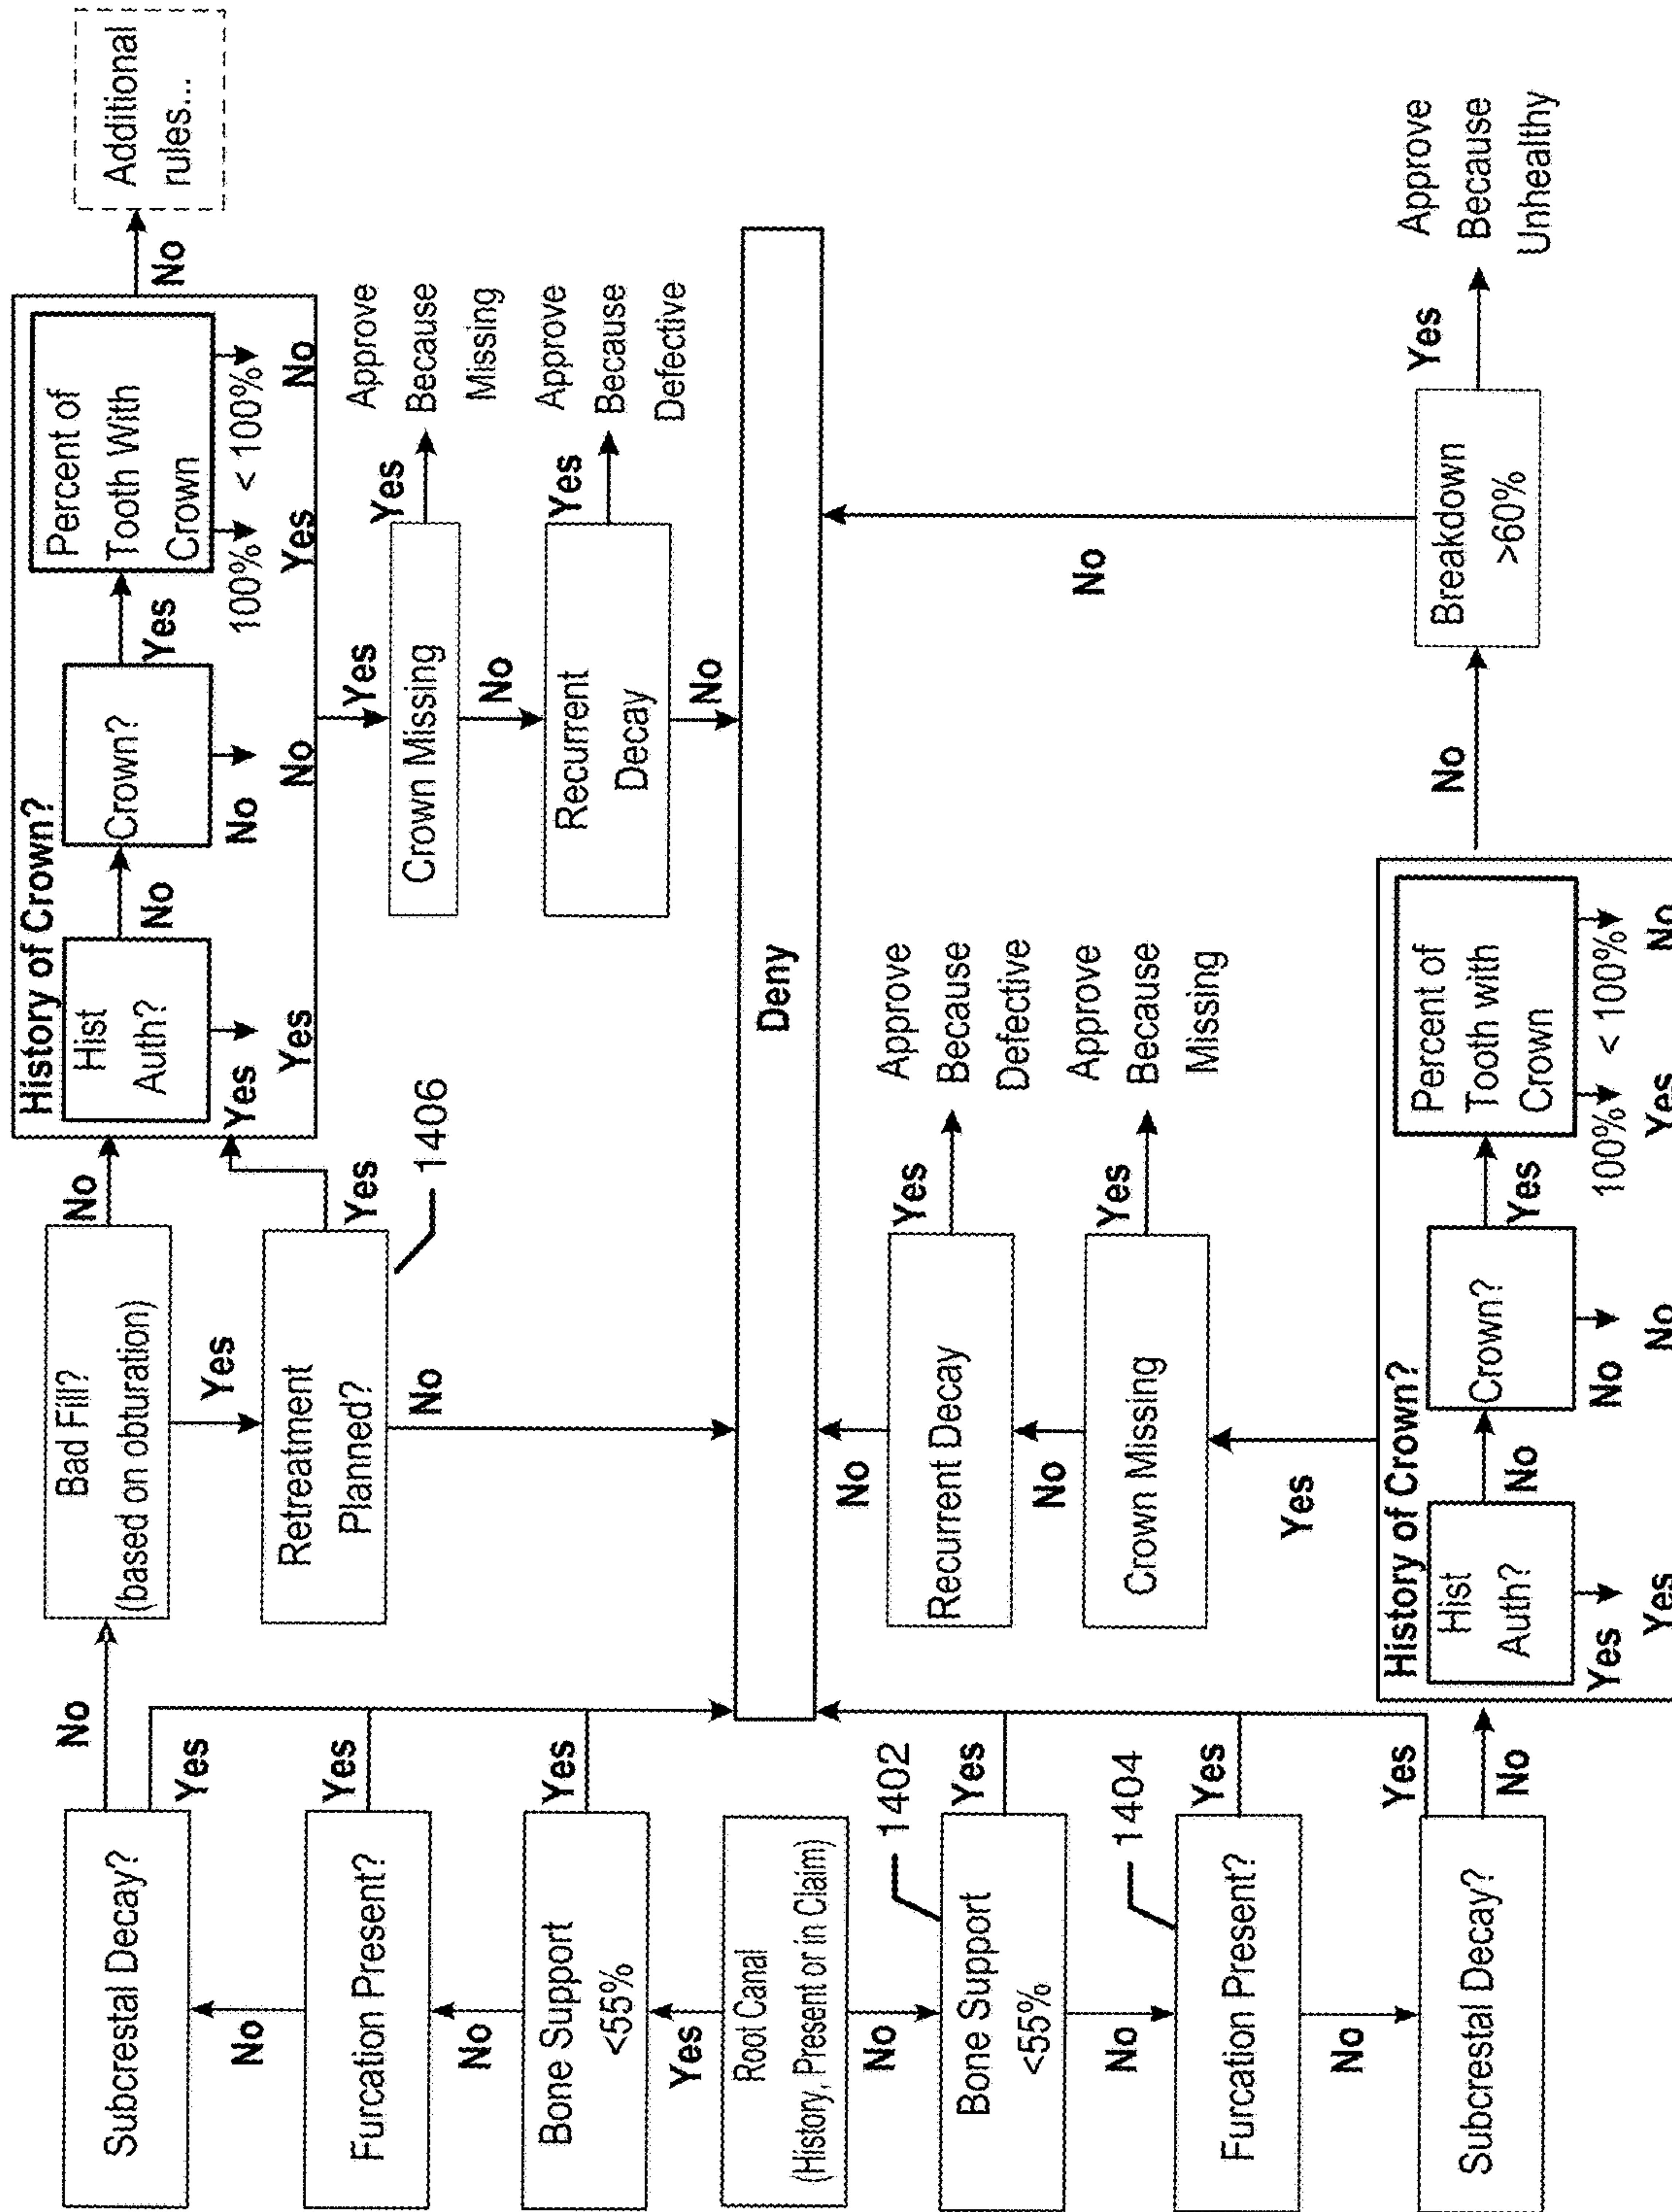 Subcrestal Decay?
No
Yes
No
Furcation Present?
Yes
No
Bone Support
<55%
Yes
Yes
Root Canal
(History, Present or in Claim)
No
1402
Bone Support
<55%
Yes
No
1404
Furcation Present?
Yes
No
Subcrestal Decay?
Yes
No
Bad Fill?
(based on obturation)
No
Yes
Retreatment
Planned?
Yes
1406
No
History of Crown?
Hist
Auth?
No
Crown?
Yes
Percent of
Tooth With
Crown
Yes
No
100%
< 100%
Yes
No
Yes
No
No
Additional
rules...
Yes
Crown Missing
Yes
Approve
Because
Missing
No
Recurrent
Decay
Yes
Approve
Because
Defective
No
Deny
No
Recurrent Decay
Yes
Approve
Because
Defective
No
Crown Missing
Yes
Approve
Because
Missing
Yes
History of Crown?
Hist
Auth?
No
Crown?
Yes
Percent of
Tooth with
Crown
Yes
No
100%
< 100%
Yes
No
Yes
No
No
Breakdown
>60%
No
Yes
Approve
Because
Unhealthy